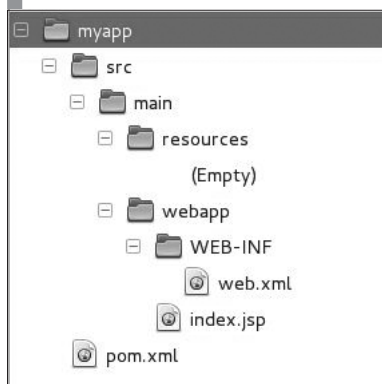 myapp
src
main
resources
(Empty)
webapp
WEB-INF
web.xml
index.jsp
pom.xml